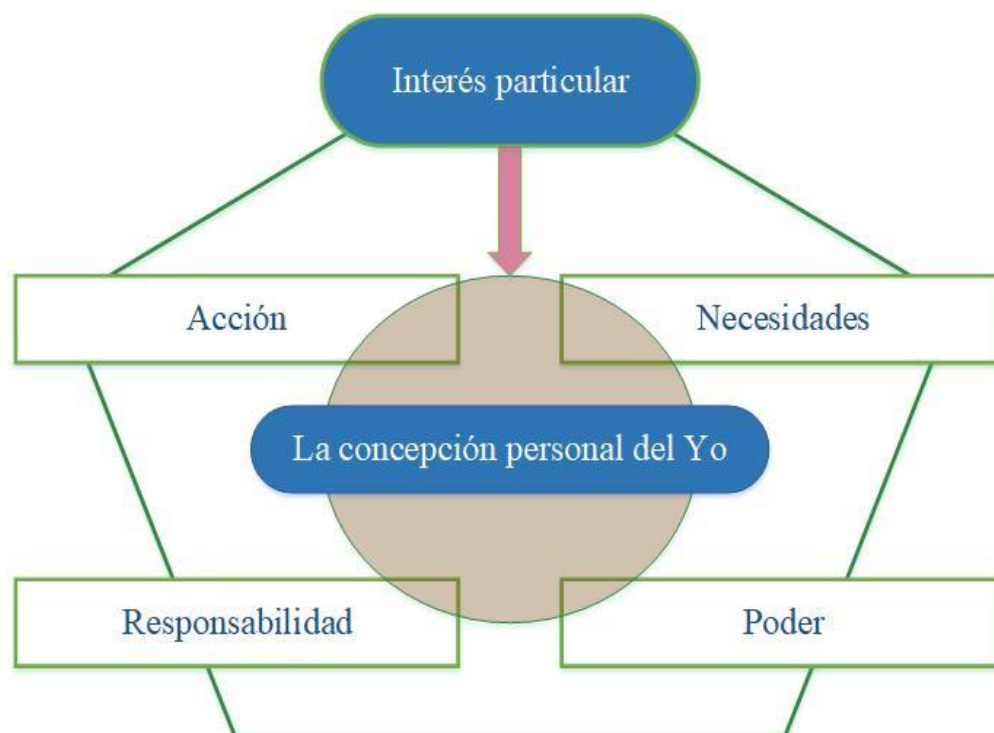 Interés particular
Acción
Necesidades
La concepción personal del Yo
Responsabilidad
Poder